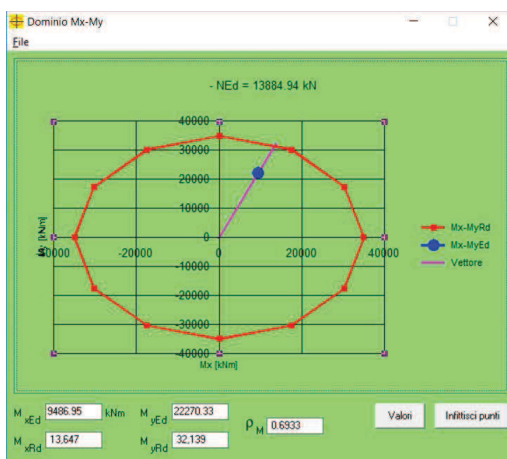 Dominio Mx-My
File
- NEd = 13884.94 kN
40000
30000
20000
10000
0
-10000
-20000
-30000
-40000
40000 20000 0 20000 40000
Mx [kNm]
Mx-MyRd
Mx-MyEd
Vettore
M xEd 9486.95 kNm M yEd 22270.33
M xRd 13,647 M yRd 32,139
ρ M 0.6933
Valori
Infittisci punti